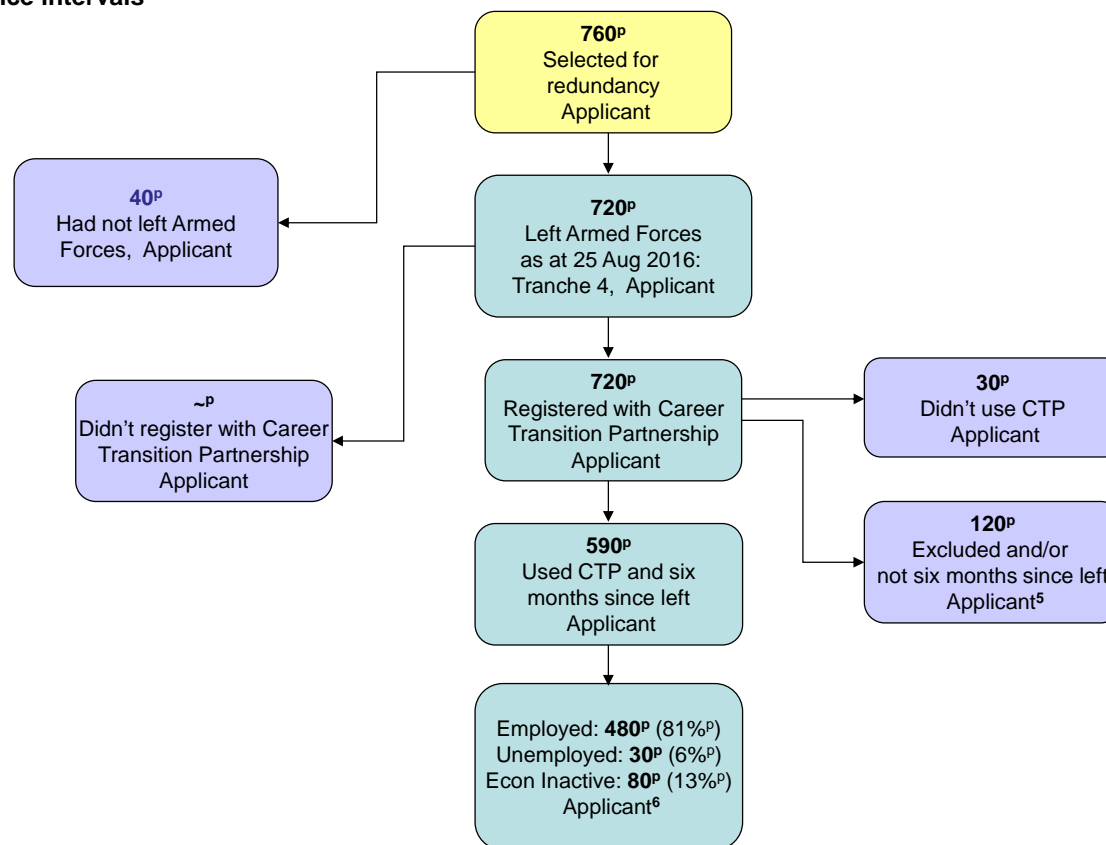 760ᵖ
Selected for
redundancy
Applicant
40ᵖ
Had not left Armed
Forces, Applicant
720ᵖ
Left Armed Forces
as at 25 Aug 2016:
Tranche 4, Applicant
~ᵖ
Didn't register with Career
Transition Partnership
Applicant
720ᵖ
Registered with Career
Transition Partnership
Applicant
30ᵖ
Didn't use CTP
Applicant
120ᵖ
Excluded and/or
not six months since left
Applicant⁵
590ᵖ
Used CTP and six
months since left
Applicant
Employed: 480ᵖ (81%ᵖ)
Unemployed: 30ᵖ (6%ᵖ)
Econ Inactive: 80ᵖ (13%ᵖ)
Applicant⁶